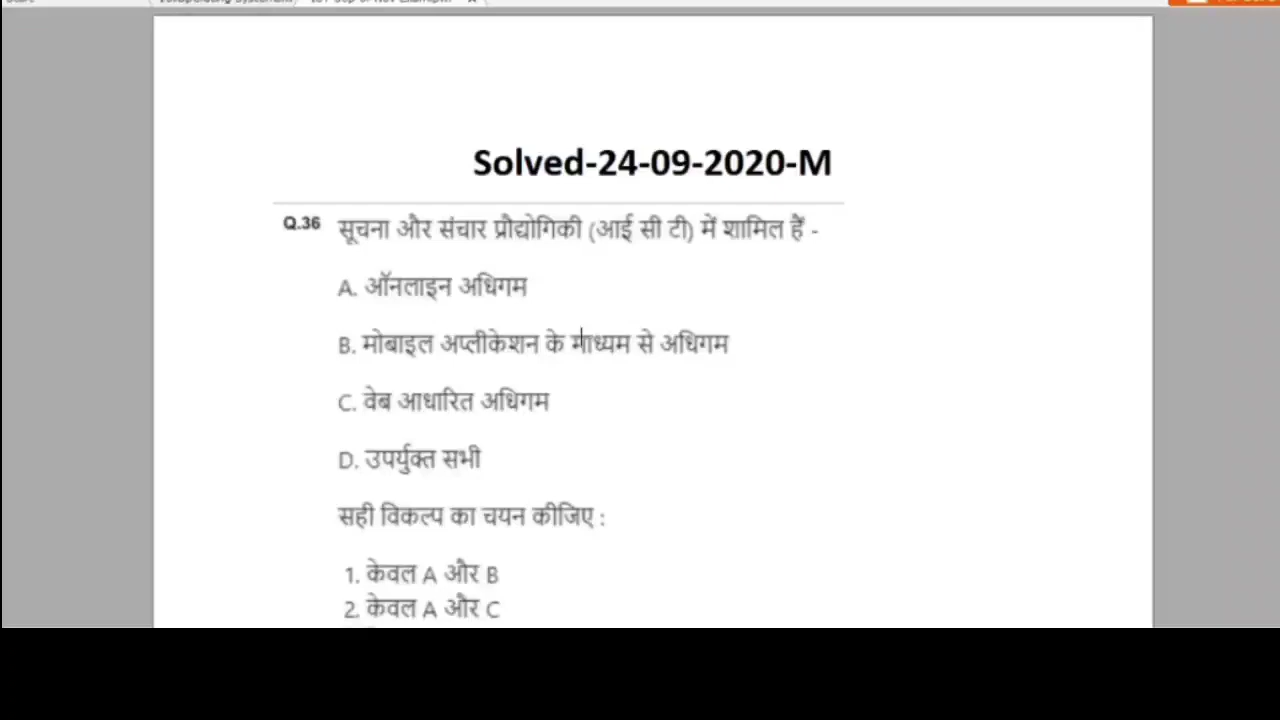 Solved-24-09-2020-M
Q.36 सूचना और संचार प्रौद्योगिकी (आई सी टी) में शामिल हैं -
A. ऑनलाइन अधिगम
B. मोबाइल अप्लीकेशन के माध्यम से अधिगम
C. वेब आधारित अधिगम
D. उपर्युक्त सभी
सही विकल्प का चयन कीजिए :
1. केवल A और B
2. केवल A और C